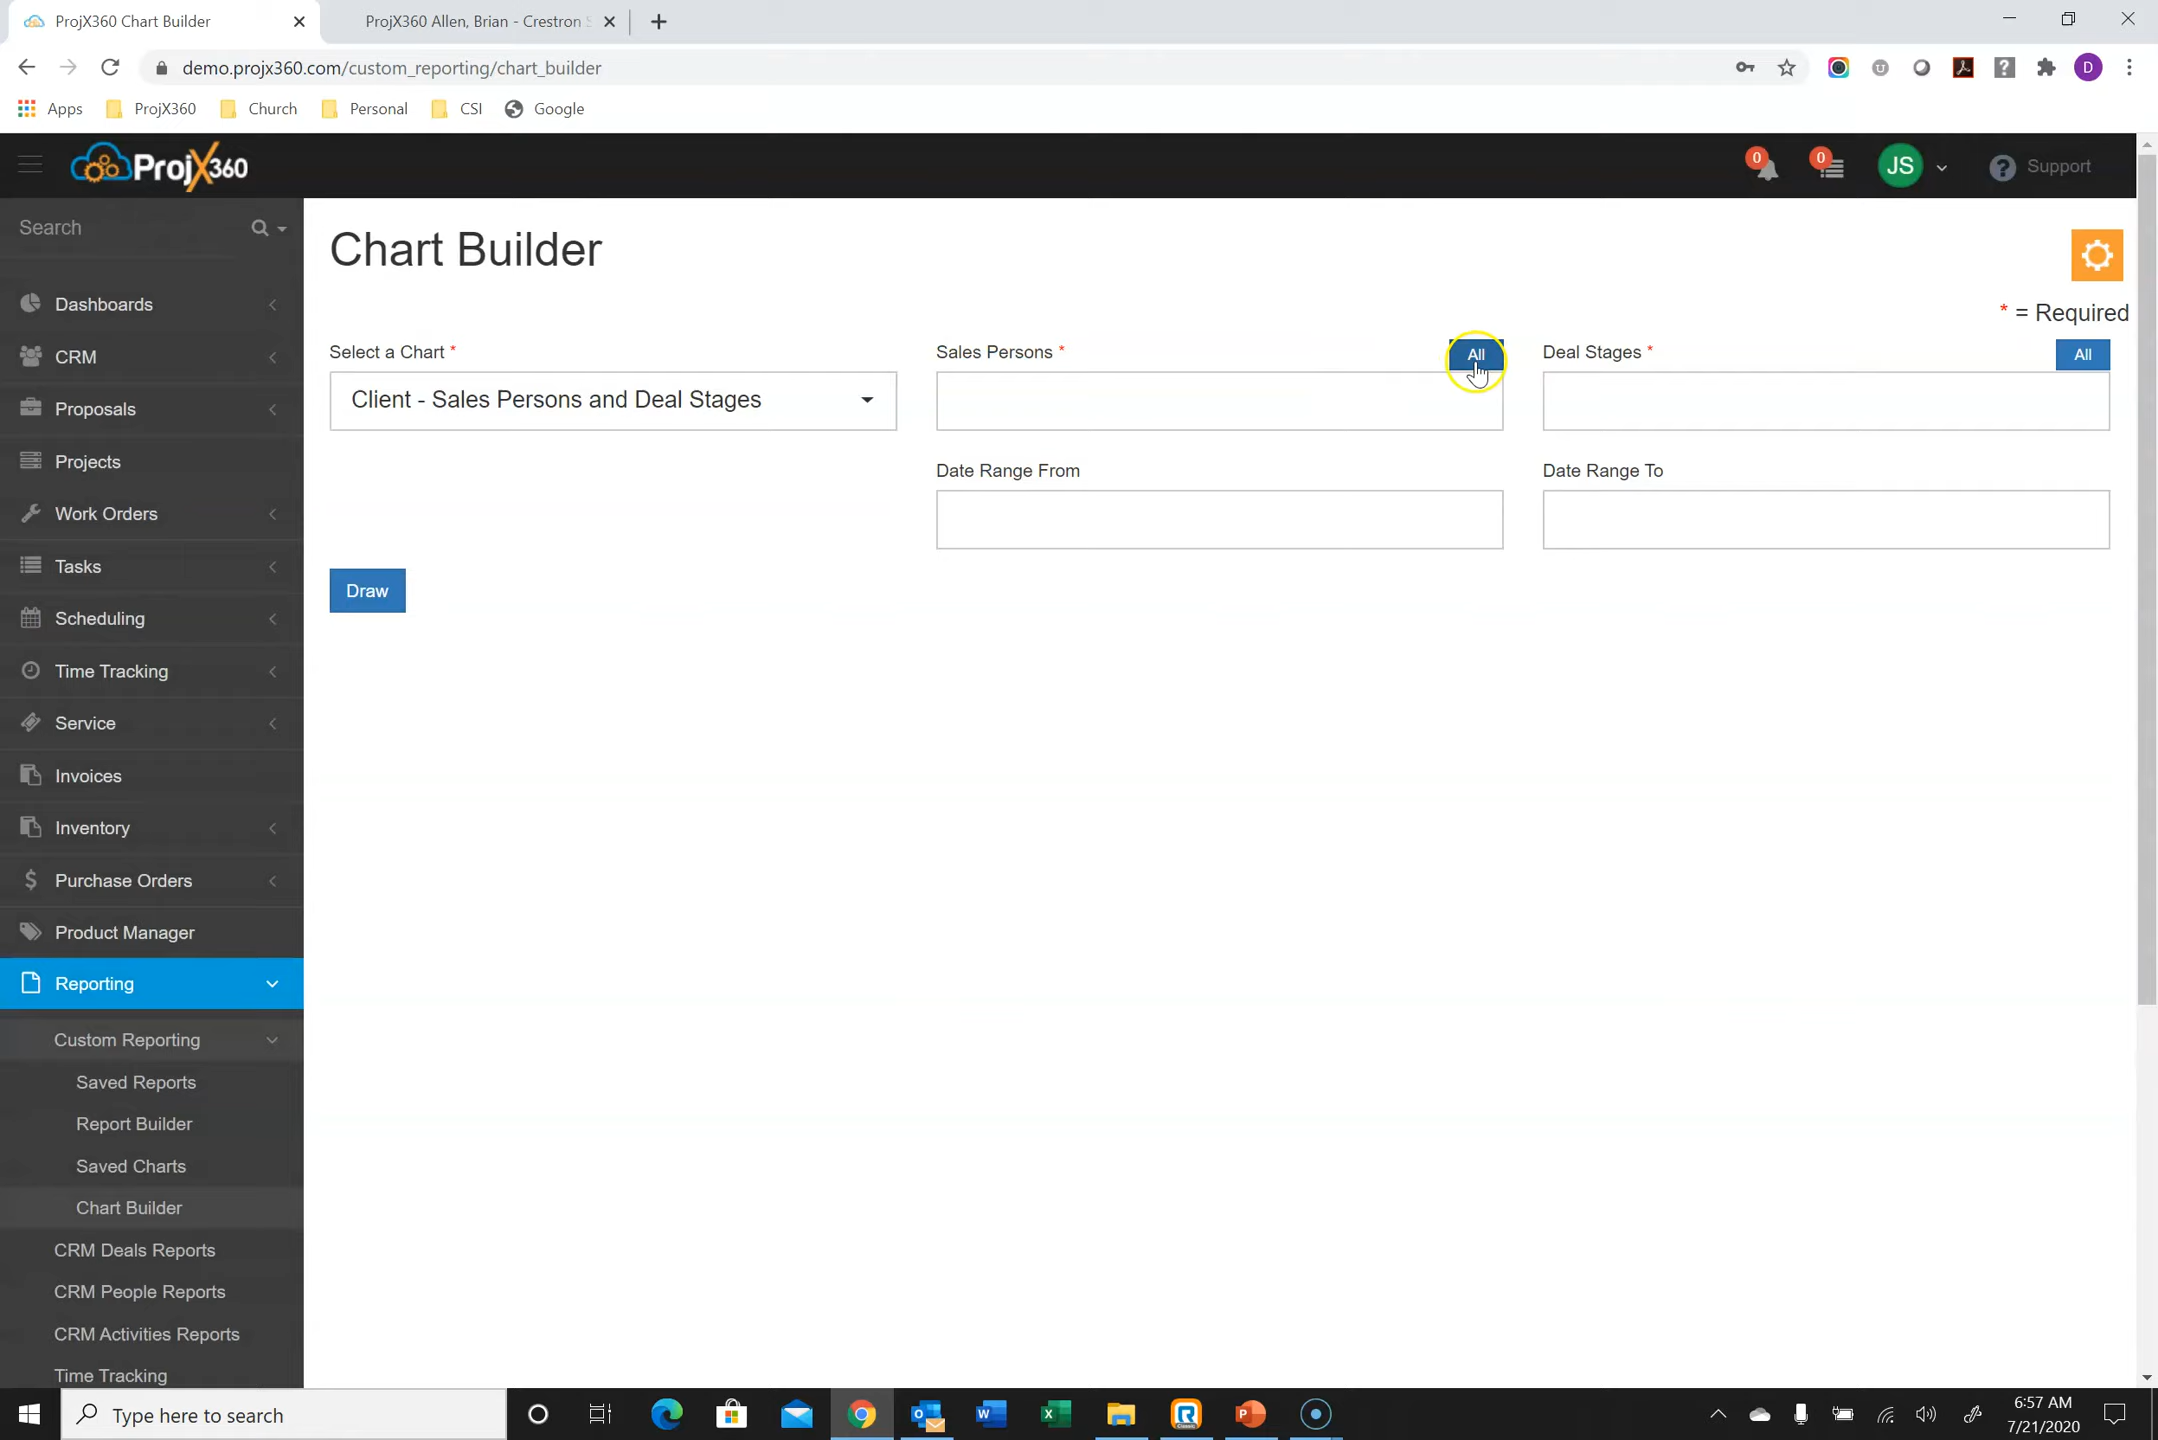 ProjX360 Chart Builder
ProjX360 Allen, Brian - Crestron S
demo.projx360.com/custom_reporting/chart_builder
D
Apps
ProjX360
Church
Personal
CSI
Google
ProjX360
0
0
JS
Support
Search
Chart Builder
* = Required
Dashboards
CRM
Proposals
Projects
Work Orders
Tasks
Scheduling
Time Tracking
Service
Invoices
Inventory
Purchase Orders
Product Manager
Reporting
Custom Reporting
Saved Reports
Report Builder
Saved Charts
Chart Builder
CRM Deals Reports
CRM People Reports
CRM Activities Reports
Time Tracking
Select a Chart *
Client - Sales Persons and Deal Stages
Sales Persons *
All
Deal Stages *
All
Date Range From
Date Range To
Draw
Type here to search
6:57 AM
7/21/2020